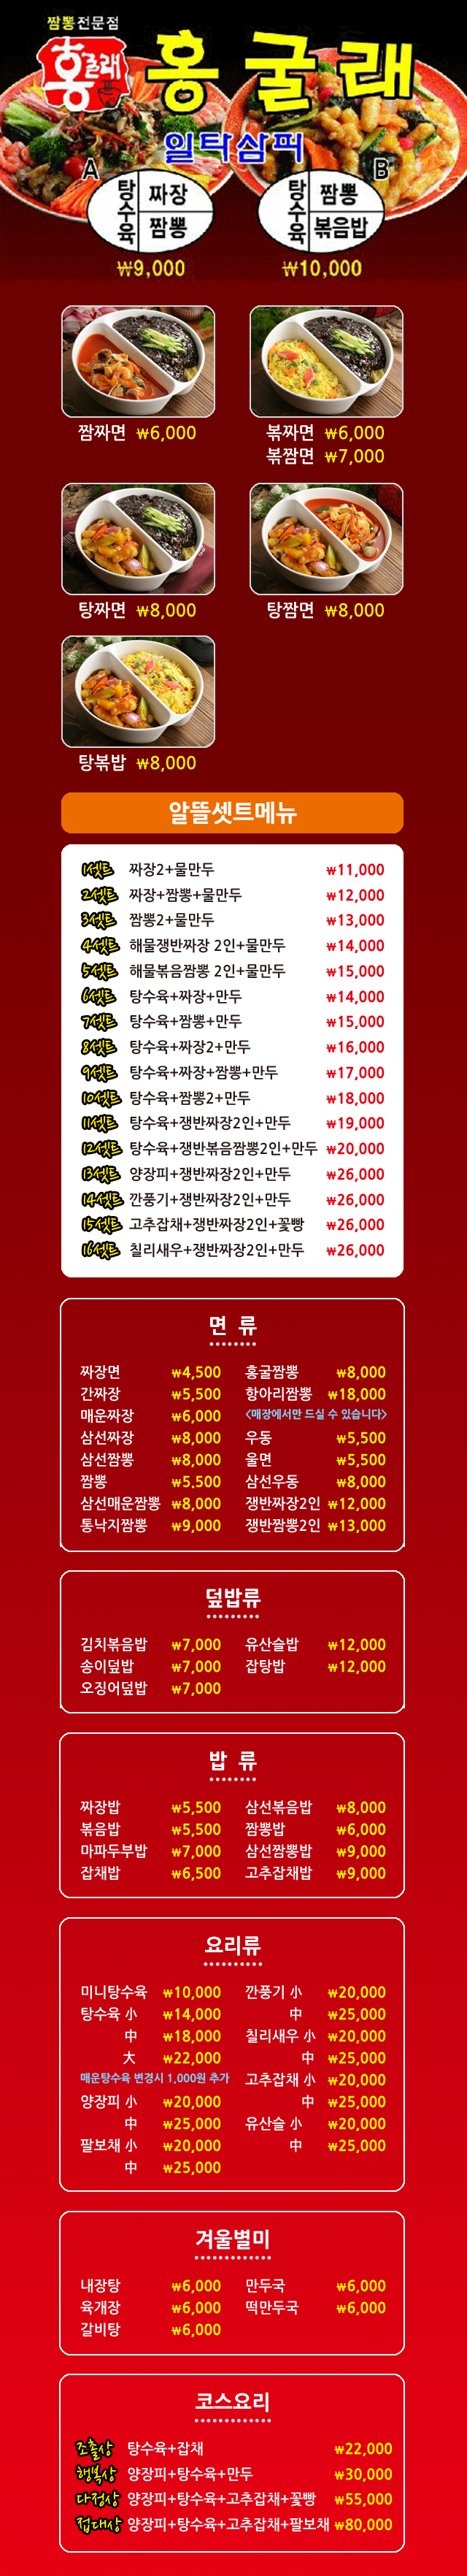 짬뽕전문점
홍굴래 홍굴래
일탁삼피
A
탕수육 짜장 짬뽕
₩9,000
B
탕수육 짬뽕 볶음밥
₩10,000
짬짜면 ₩6,000
볶짜면 ₩6,000
볶짬면 ₩7,000
탕짜면 ₩8,000
탕짬면 ₩8,000
탕볶밥 ₩8,000
알뜰셋트메뉴
1셋트 짜장2+물만두 ₩11,000
2셋트 짜장+짬뽕+물만두 ₩12,000
3셋트 짬뽕2+물만두 ₩13,000
4셋트 해물쟁반짜장 2인+물만두 ₩14,000
5셋트 해물볶음짬뽕 2인+물만두 ₩15,000
6셋트 탕수육+짜장+만두 ₩14,000
7셋트 탕수육+짬뽕+만두 ₩15,000
8셋트 탕수육+짜장2+만두 ₩16,000
9셋트 탕수육+짜장+짬뽕+만두 ₩17,000
10셋트 탕수육+짬뽕2+만두 ₩18,000
11셋트 탕수육+쟁반짜장2인+만두 ₩19,000
12셋트 탕수육+쟁반볶음짬뽕2인+만두 ₩20,000
13셋트 양장피+쟁반짜장2인+만두 ₩26,000
14셋트 깐풍기+쟁반짜장2인+만두 ₩26,000
15셋트 고추잡채+쟁반짜장2인+꽃빵 ₩26,000
16셋트 칠리새우+쟁반짜장2인+만두 ₩26,000
면 류
짜장면 ₩4,500
간짜장 ₩5,500
매운짜장 ₩6,000
삼선짜장 ₩8,000
삼선짬뽕 ₩8,000
짬뽕 ₩5,500
삼선매운짬뽕 ₩8,000
통낙지짬뽕 ₩9,000
홍굴짬뽕 ₩8,000
항아리짬뽕 ₩18,000
<매장에서만 드실 수 있습니다>
우동 ₩5,500
울면 ₩5,500
삼선우동 ₩8,000
쟁반짜장2인 ₩12,000
쟁반짬뽕2인 ₩13,000
덮밥류
김치볶음밥 ₩7,000
송이덮밥 ₩7,000
오징어덮밥 ₩7,000
유산슬밥 ₩12,000
잡탕밥 ₩12,000
밥 류
짜장밥 ₩5,500
볶음밥 ₩5,500
마파두부밥 ₩7,000
잡채밥 ₩6,500
삼선볶음밥 ₩8,000
짬뽕밥 ₩6,000
삼선짬뽕밥 ₩9,000
고추잡채밥 ₩9,000
요리류
미니탕수육 ₩10,000
탕수육 小 ₩14,000
中 ₩18,000
大 ₩22,000
매운탕수육 변경시 1,000원 추가
양장피 小 ₩20,000
中 ₩25,000
팔보채 小 ₩20,000
中 ₩25,000
깐풍기 小 ₩20,000
中 ₩25,000
칠리새우 小 ₩20,000
中 ₩25,000
고추잡채 小 ₩20,000
中 ₩25,000
유산슬 小 ₩20,000
中 ₩25,000
겨울별미
내장탕 ₩6,000
육개장 ₩6,000
갈비탕 ₩6,000
만두국 ₩6,000
떡만두국 ₩6,000
코스요리
조촐상 탕수육+잡채 ₩22,000
행복상 양장피+탕수육+만두 ₩30,000
다정상 양장피+탕수육+고추잡채+꽃빵 ₩55,000
접대상 양장피+탕수육+고추잡채+팔보채 ₩80,000